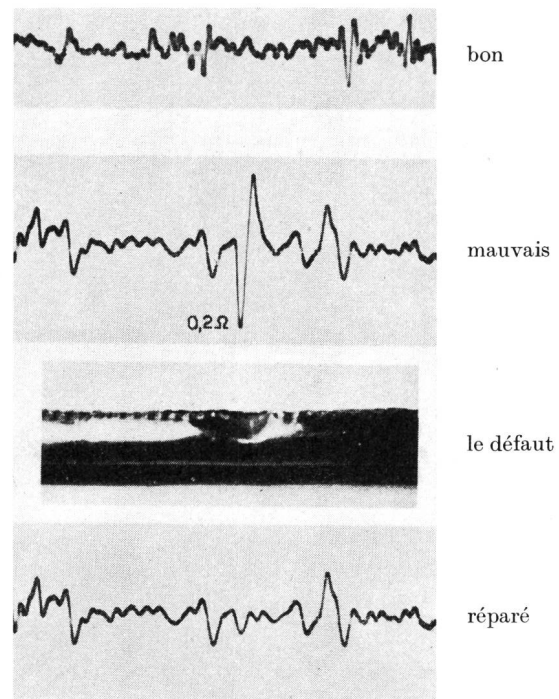 bon
mauvais
0,2Ω
le défaut
réparé